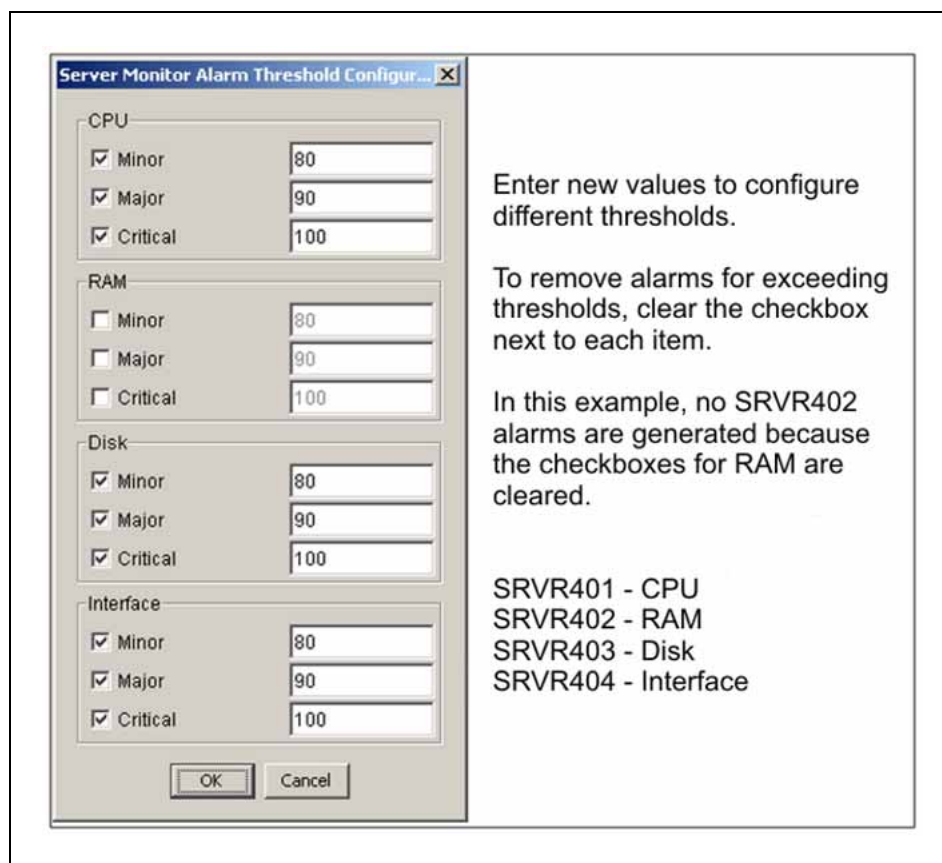 Server Monitor Alarm Threshold Configur...
CPU
Minor 80
Major 90
Critical 100
RAM
Minor 80
Major 90
Critical 100
Disk
Minor 80
Major 90
Critical 100
Interface
Minor 80
Major 90
Critical 100
OK Cancel
Enter new values to configure
different thresholds.
To remove alarms for exceeding
thresholds, clear the checkbox
next to each item.
In this example, no SRVR402
alarms are generated because
the checkboxes for RAM are
cleared.
SRVR401 - CPU
SRVR402 - RAM
SRVR403 - Disk
SRVR404 - Interface